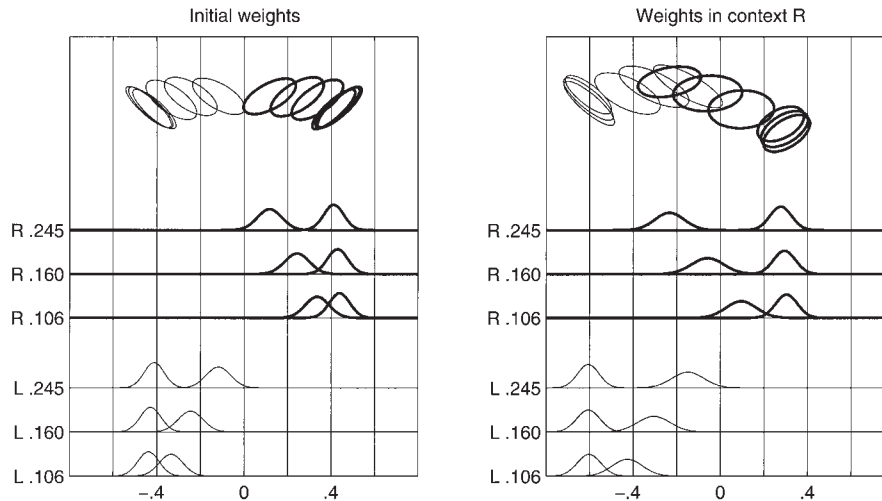 Initial weights
R .245
R .160
R .106
L .245
L .160
L .106
−.4 0 .4
Weights in context R
R .245
R .160
R .106
L .245
L .160
L .106
−.4 0 .4